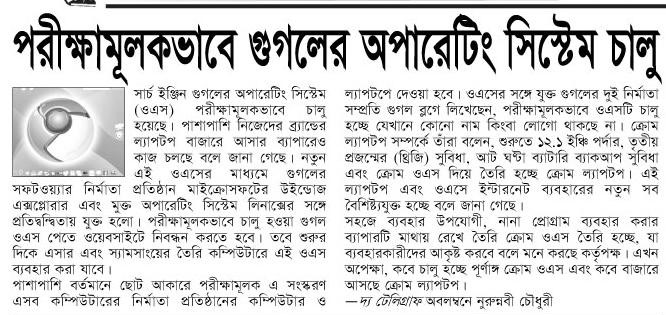 পরীক্ষামূলকভাবে গুগলের অপারেটিং সিস্টেম চালু
সার্চ ইঞ্জিন গুগলের অপারেটিং সিস্টেম
(ওএস) পরীক্ষামূলকভাবে চালু
হয়েছে। পাশাপাশি নিজেদের ব্র্যান্ডের
ল্যাপটপ বাজারে আসার ব্যাপারেও
কাজ চলছে বলে জানা গেছে। নতুন
এই ওএসের মাধ্যমে গুগলের
সফটওয়্যার নির্মাতা প্রতিষ্ঠান মাইক্রোসফটের উইন্ডোজ
এক্সপ্লোরার এবং মুক্ত অপারেটিং সিস্টেম লিনাক্সের সঙ্গে
প্রতিদ্বন্দ্বিতায় যুক্ত হলো। পরীক্ষামূলকভাবে চালু হওয়া গুগল
ওএস পেতে ওয়েবসাইটে নিবন্ধন করতে হবে। তবে শুরুর
দিকে এসার এবং স্যামসাংয়ের তৈরি কম্পিউটারে এই ওএস
ব্যবহার করা যাবে।
পাশাপাশি বর্তমানে ছোট আকারে পরীক্ষামূলক এ সংস্করণ
এসব কম্পিউটারের নির্মাতা প্রতিষ্ঠানের কম্পিউটার ও
ল্যাপটপে দেওয়া হবে। ওএসের সঙ্গে যুক্ত গুগলের দুই নির্মাতা
সম্প্রতি গুগল ব্লগে লিখেছেন, পরীক্ষামূলকভাবে ওএসটি চালু
হচ্ছে যেখানে কোনো নাম কিংবা লোগো থাকছে না। ক্রোম
ল্যাপটপ সম্পর্কে তাঁরা বলেন, শুরুতে ১২.১ ইঞ্চি পর্দার, তৃতীয়
প্রজন্মের (থ্রিজি) সুবিধা, আট ঘণ্টা ব্যাটারি ব্যাকআপ সুবিধা
এবং ক্রোম ওএস দিয়ে তৈরি হচ্ছে ক্রোম ল্যাপটপ। এই
ল্যাপটপ এবং ওএসে ইন্টারনেট ব্যবহারের নতুন সব
বৈশিষ্ট্যযুক্ত হচ্ছে বলে জানা গেছে।
সহজে ব্যবহার উপযোগী, নানা প্রোগ্রাম ব্যবহার করার
ব্যাপারটি মাথায় রেখে তৈরি ক্রোম ওএস তৈরি হচ্ছে, যা
ব্যবহারকারীদের আকৃষ্ট করবে বলে মনে করছে কর্তৃপক্ষ। এখন
অপেক্ষা, কবে চালু হচ্ছে পূর্ণাঙ্গ ক্রোম ওএস এবং কবে বাজারে
আসছে ক্রোম ল্যাপটপ।
—দ্য টেলিগ্রাফ অবলম্বনে নুরুন্নবী চৌধুরী